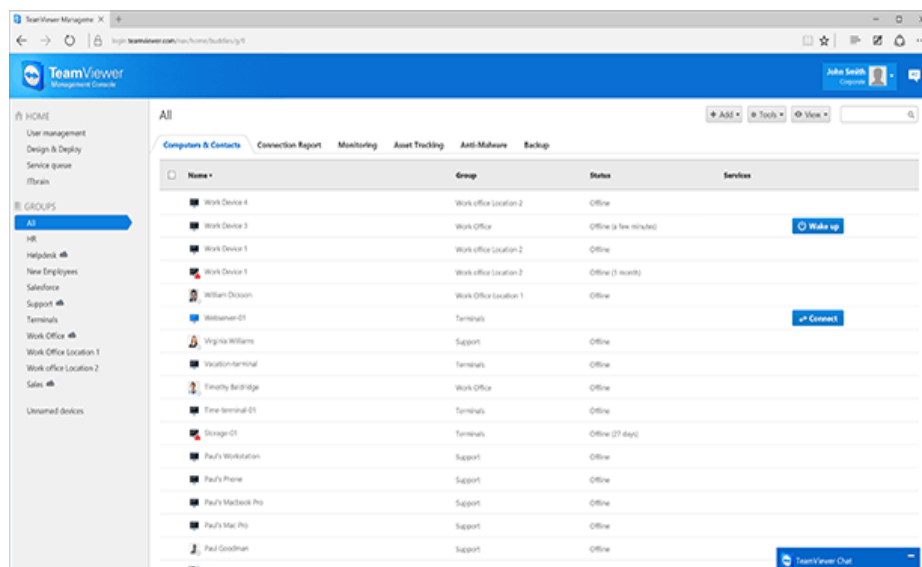 TeamViewer Manageme
login.teamviewer.com/nav/home/buddies/g/0
TeamViewer
Management Console
John Smith
Corporate
HOME
User management
Design & Deploy
Service queue
ITbrain
GROUPS
All
HR
Helpdesk
New Employees
Salesforce
Support
Terminals
Work Office
Work Office Location 1
Work office Location 2
Sales
Unnamed devices
All
Add
Tools
View
Computers & Contacts Connection Report Monitoring Asset Tracking Anti-Malware Backup
Name Group Status Services
Work Device 4 Work office Location 2 Offline
Work Device 3 Work Office Offline (a few minutes) Wake up
Work Device 1 Work office Location 2 Offline
Work Device 1 Work office Location 2 Offline (1 month)
William Dickson Work Office Location 1 Offline
Webserver-01 Terminals Connect
Virginia Williams Support Offline
Vacation-terminal Terminals Offline
Timothy Baldridge Work Office Offline
Time-terminal-01 Terminals Offline
Storage-01 Terminals Offline (27 days)
Paul's Workstation Support Offline
Paul's Phone Support Offline
Paul's Macbook Pro Support Offline
Paul's Mac Pro Support Offline
Paul Goodman Support Offline
TeamViewer Chat